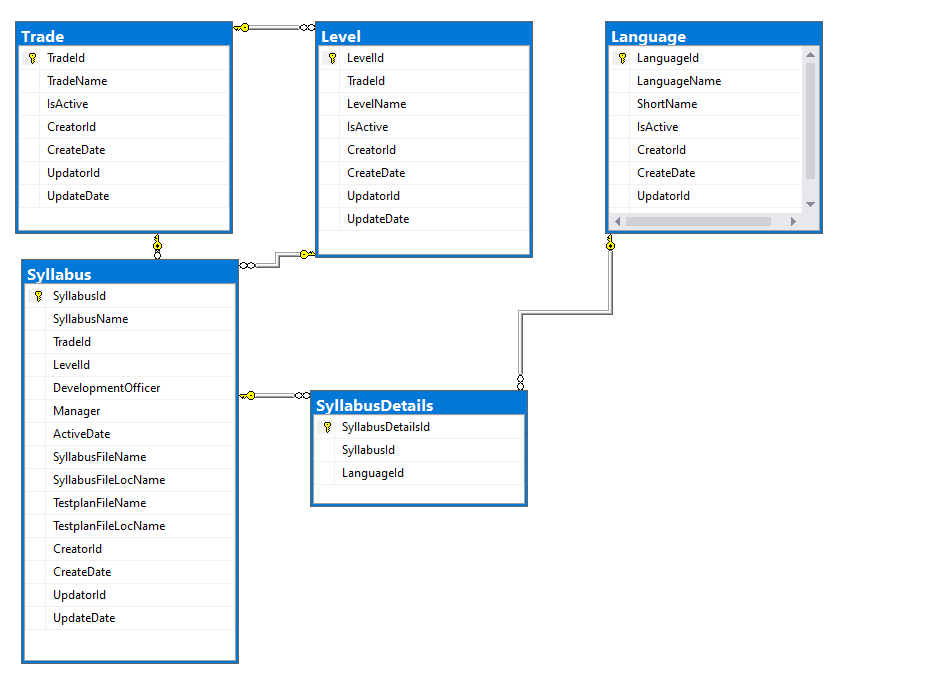 Trade
TradeId
TradeName
IsActive
CreatorId
CreateDate
UpdatorId
UpdateDate
Level
LevelId
TradeId
LevelName
IsActive
CreatorId
CreateDate
UpdatorId
UpdateDate
Language
LanguageId
LanguageName
ShortName
IsActive
CreatorId
CreateDate
UpdatorId
Syllabus
SyllabusId
SyllabusName
TradeId
LevelId
DevelopmentOfficer
Manager
ActiveDate
SyllabusFileName
SyllabusFileLocName
TestplanFileName
TestplanFileLocName
CreatorId
CreateDate
UpdatorId
UpdateDate
SyllabusDetails
SyllabusDetailsId
SyllabusId
LanguageId